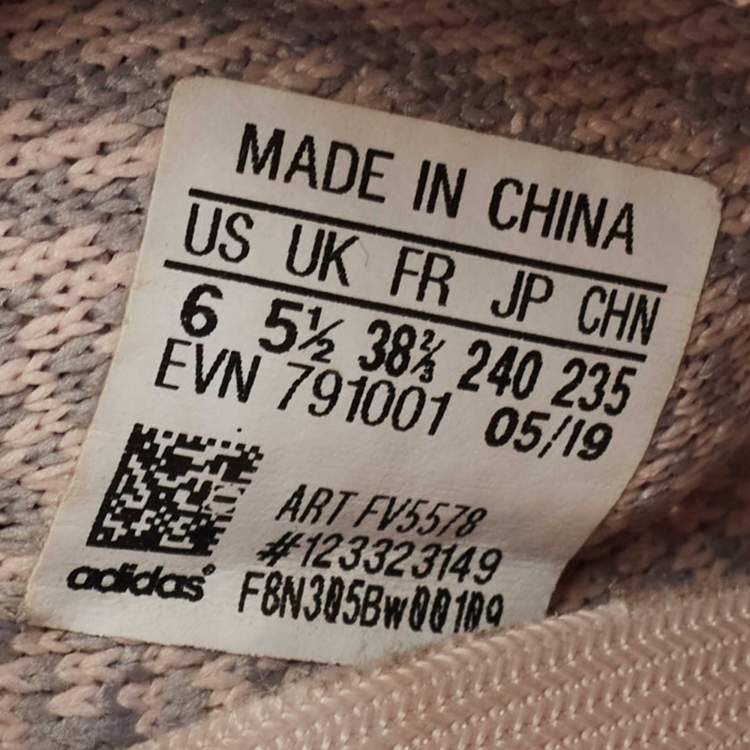 MADE IN CHINA
US UK FR JP CHN
6 5½ 38⅔ 240 235
EVN 791001 05/19
ART FV5578
#123323149
adidas® F8N305Bw00109